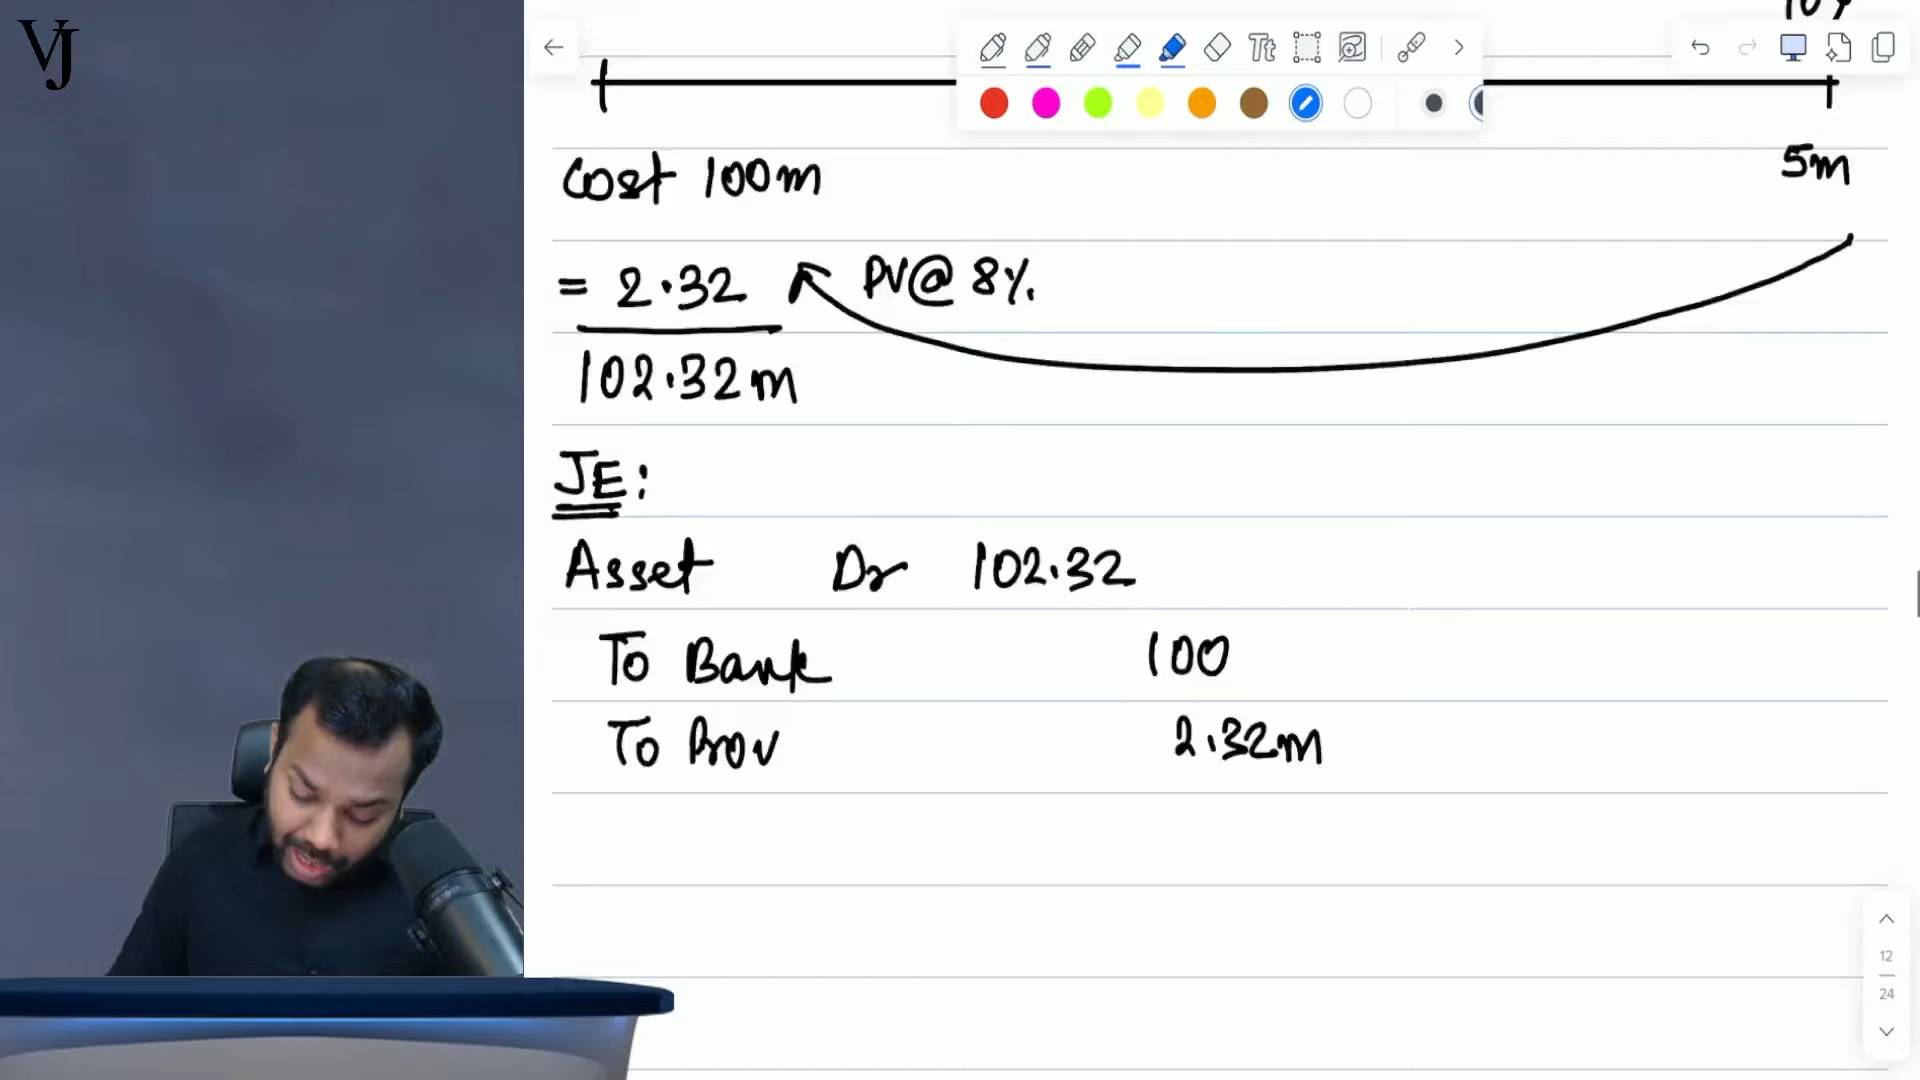 VJ
Tt
Cost 100m
5m
= 2.32 PV@ 8%.
102.32m
JE:
Asset Dr 102.32
To Bank 100
To Prov 2.32m
12
24